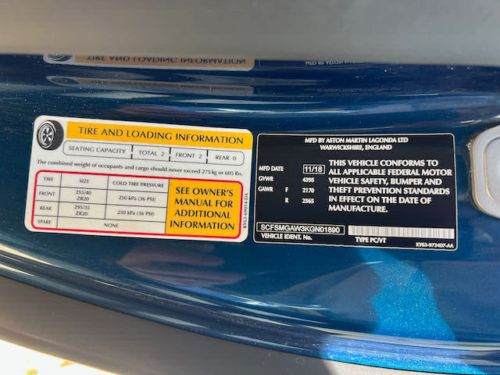 TIRE AND LOADING INFORMATION
SEATING CAPACITY TOTAL 2 FRONT 2 REAR 0
The combined weight of occupants and cargo should never exceed 275 kg or 605 lbs.
TIRE SIZE COLD TIRE PRESSURE
FRONT 255/40 ZR20 250 kPa (36 PSI)
REAR 295/35 ZR20 250 kPa (36 PSI)
SPARE NONE
SEE OWNER'S
MANUAL FOR
ADDITIONAL
INFORMATION
MFD BY ASTON MARTIN LAGONDA LTD
WARWICKSHIRE, ENGLAND
MFD DATE 11/18
GVWR 4295
GAWR F 2170
R 2565
THIS VEHICLE CONFORMS TO
ALL APPLICABLE FEDERAL MOTOR
VEHICLE SAFETY, BUMPER AND
THEFT PREVENTION STANDARDS
IN EFFECT ON THE DATE OF
MANUFACTURE.
SCFSMGAW3KGN01890
VEHICLE IDENT. NO.
TYPE PC/VT
KY63-973407-AA